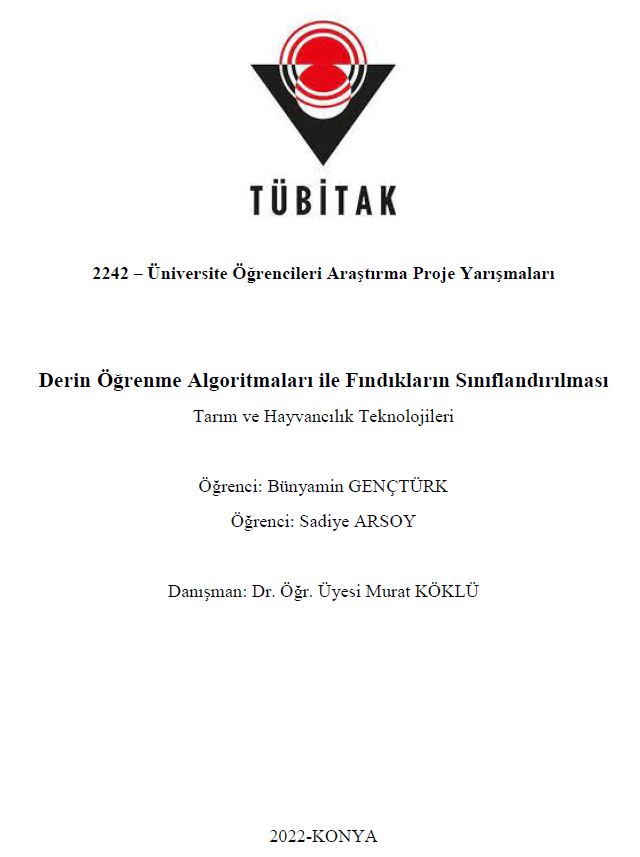 TÜBİTAK
2242 – Üniversite Öğrencileri Araştırma Proje Yarışmaları
Derin Öğrenme Algoritmaları ile Fındıkların Sınıflandırılması
Tarım ve Hayvancılık Teknolojileri
Öğrenci: Bünyamin GENÇTÜRK
Öğrenci: Sadiye ARSOY
Danışman: Dr. Öğr. Üyesi Murat KÖKLÜ
2022-KONYA